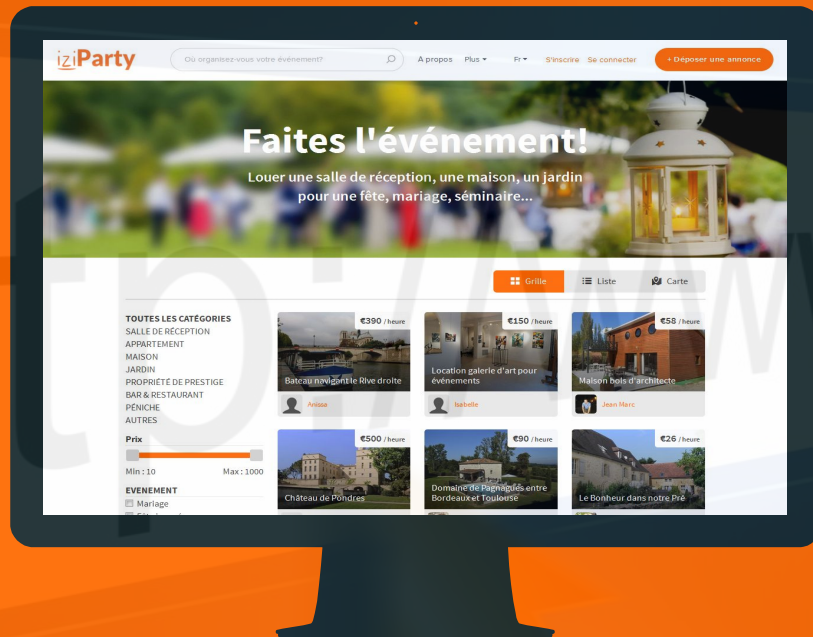 iziParty
Où organisez-vous votre événement?
A propos
Plus
Fr
S'inscrire
Se connecter
+ Déposer une annonce
Faites l'événement!
Louer une salle de réception, une maison, un jardin
pour une fête, mariage, séminaire...
Grille
Liste
Carte
TOUTES LES CATÉGORIES
SALLE DE RÉCEPTION
APPARTEMENT
MAISON
JARDIN
PROPRIÉTÉ DE PRESTIGE
BAR & RESTAURANT
PÉNICHE
AUTRES
Prix
Min : 10
Max : 1000
EVENEMENT
Mariage
€390 /heure
Bateau navigant le Rive droite
Anissa
€150 /heure
Location galerie d'art pour
événements
Isabelle
€58 /heure
Maison bois d'architecte
Jean Marc
€500 /heure
Château de Pondres
€90 /heure
Domaine de Pagnagues entre
Bordeaux et Toulouse
€26 /heure
Le Bonheur dans notre Pré
tp://ww